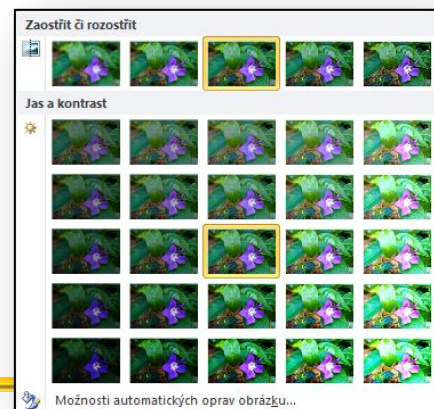 Zaostřit či rozostřit
Jas a kontrast
Možnosti automatických oprav obrázku...